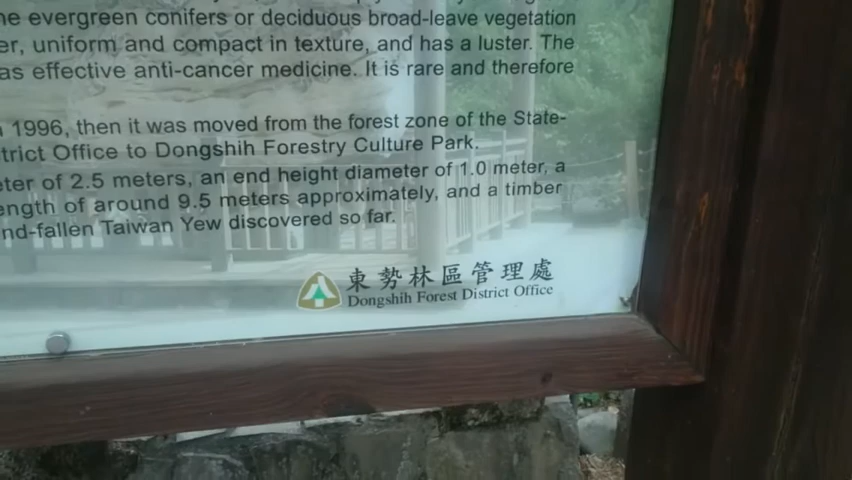 he evergreen conifers or deciduous broad-leave vegetation
er, uniform and compact in texture, and has a luster. The
as effective anti-cancer medicine. It is rare and therefore
1996, then it was moved from the forest zone of the State-
trict Office to Dongshih Forestry Culture Park.
eter of 2.5 meters, an end height diameter of 1.0 meter, a
ength of around 9.5 meters approximately, and a timber
nd-fallen Taiwan Yew discovered so far.
東勢林區管理處
Dongshih Forest District Office